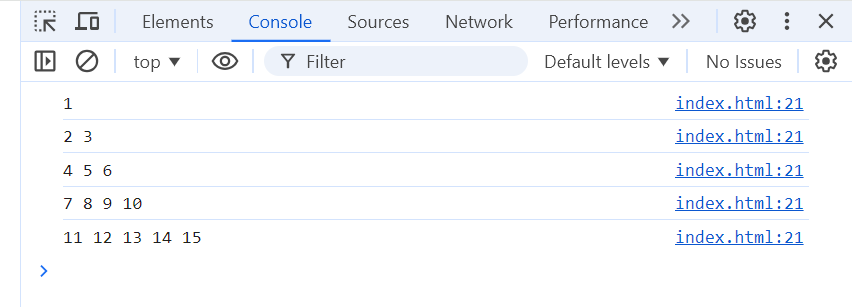 Elements Console Sources Network Performance
top ▼ Filter Default levels ▼ No Issues
1 index.html:21
2 3 index.html:21
4 5 6 index.html:21
7 8 9 10 index.html:21
11 12 13 14 15 index.html:21